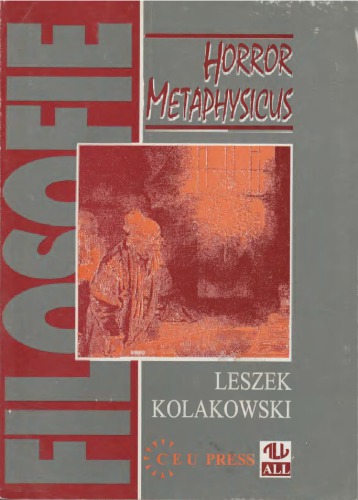 FILOSOFIE
HORROR
METAPHYSICUS
LESZEK
KOLAKOWSKI
CEU PRESS
ALL